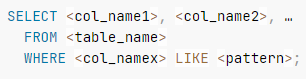 SELECT <col_name1>, <col_name2>, …
FROM <table_name>
WHERE <col_namex> LIKE <pattern>;